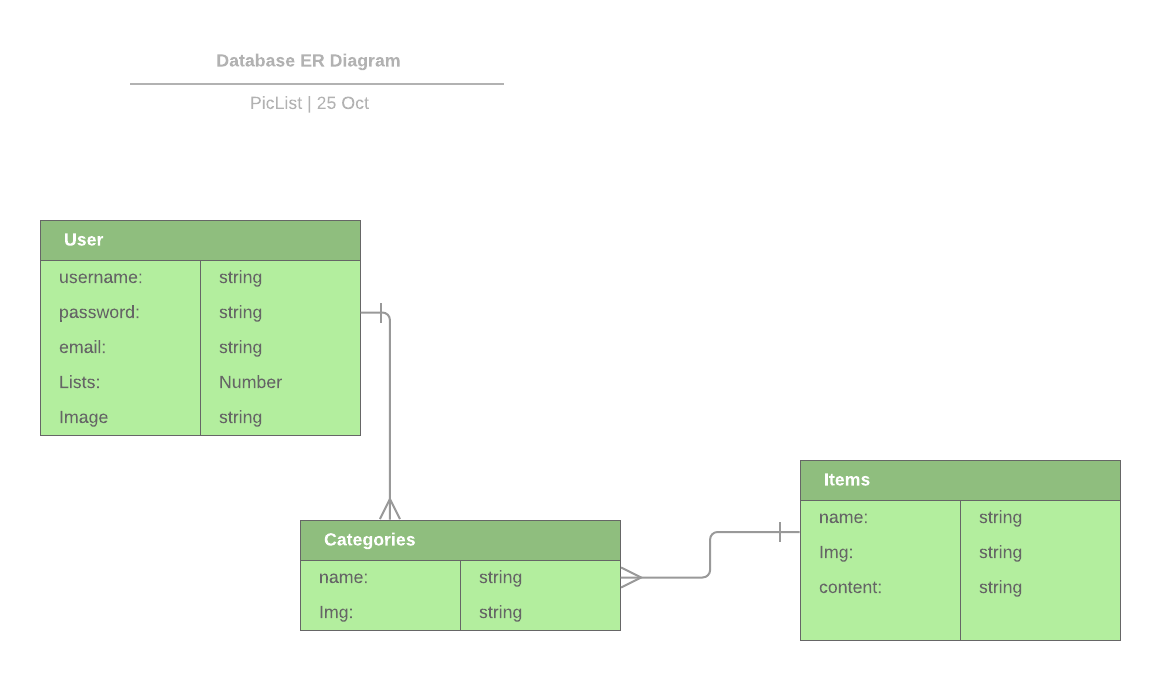 Database ER Diagram
PicList | 25 Oct
User
username: string
password: string
email: string
Lists: Number
Image string
Categories
name: string
Img: string
Items
name: string
Img: string
content: string